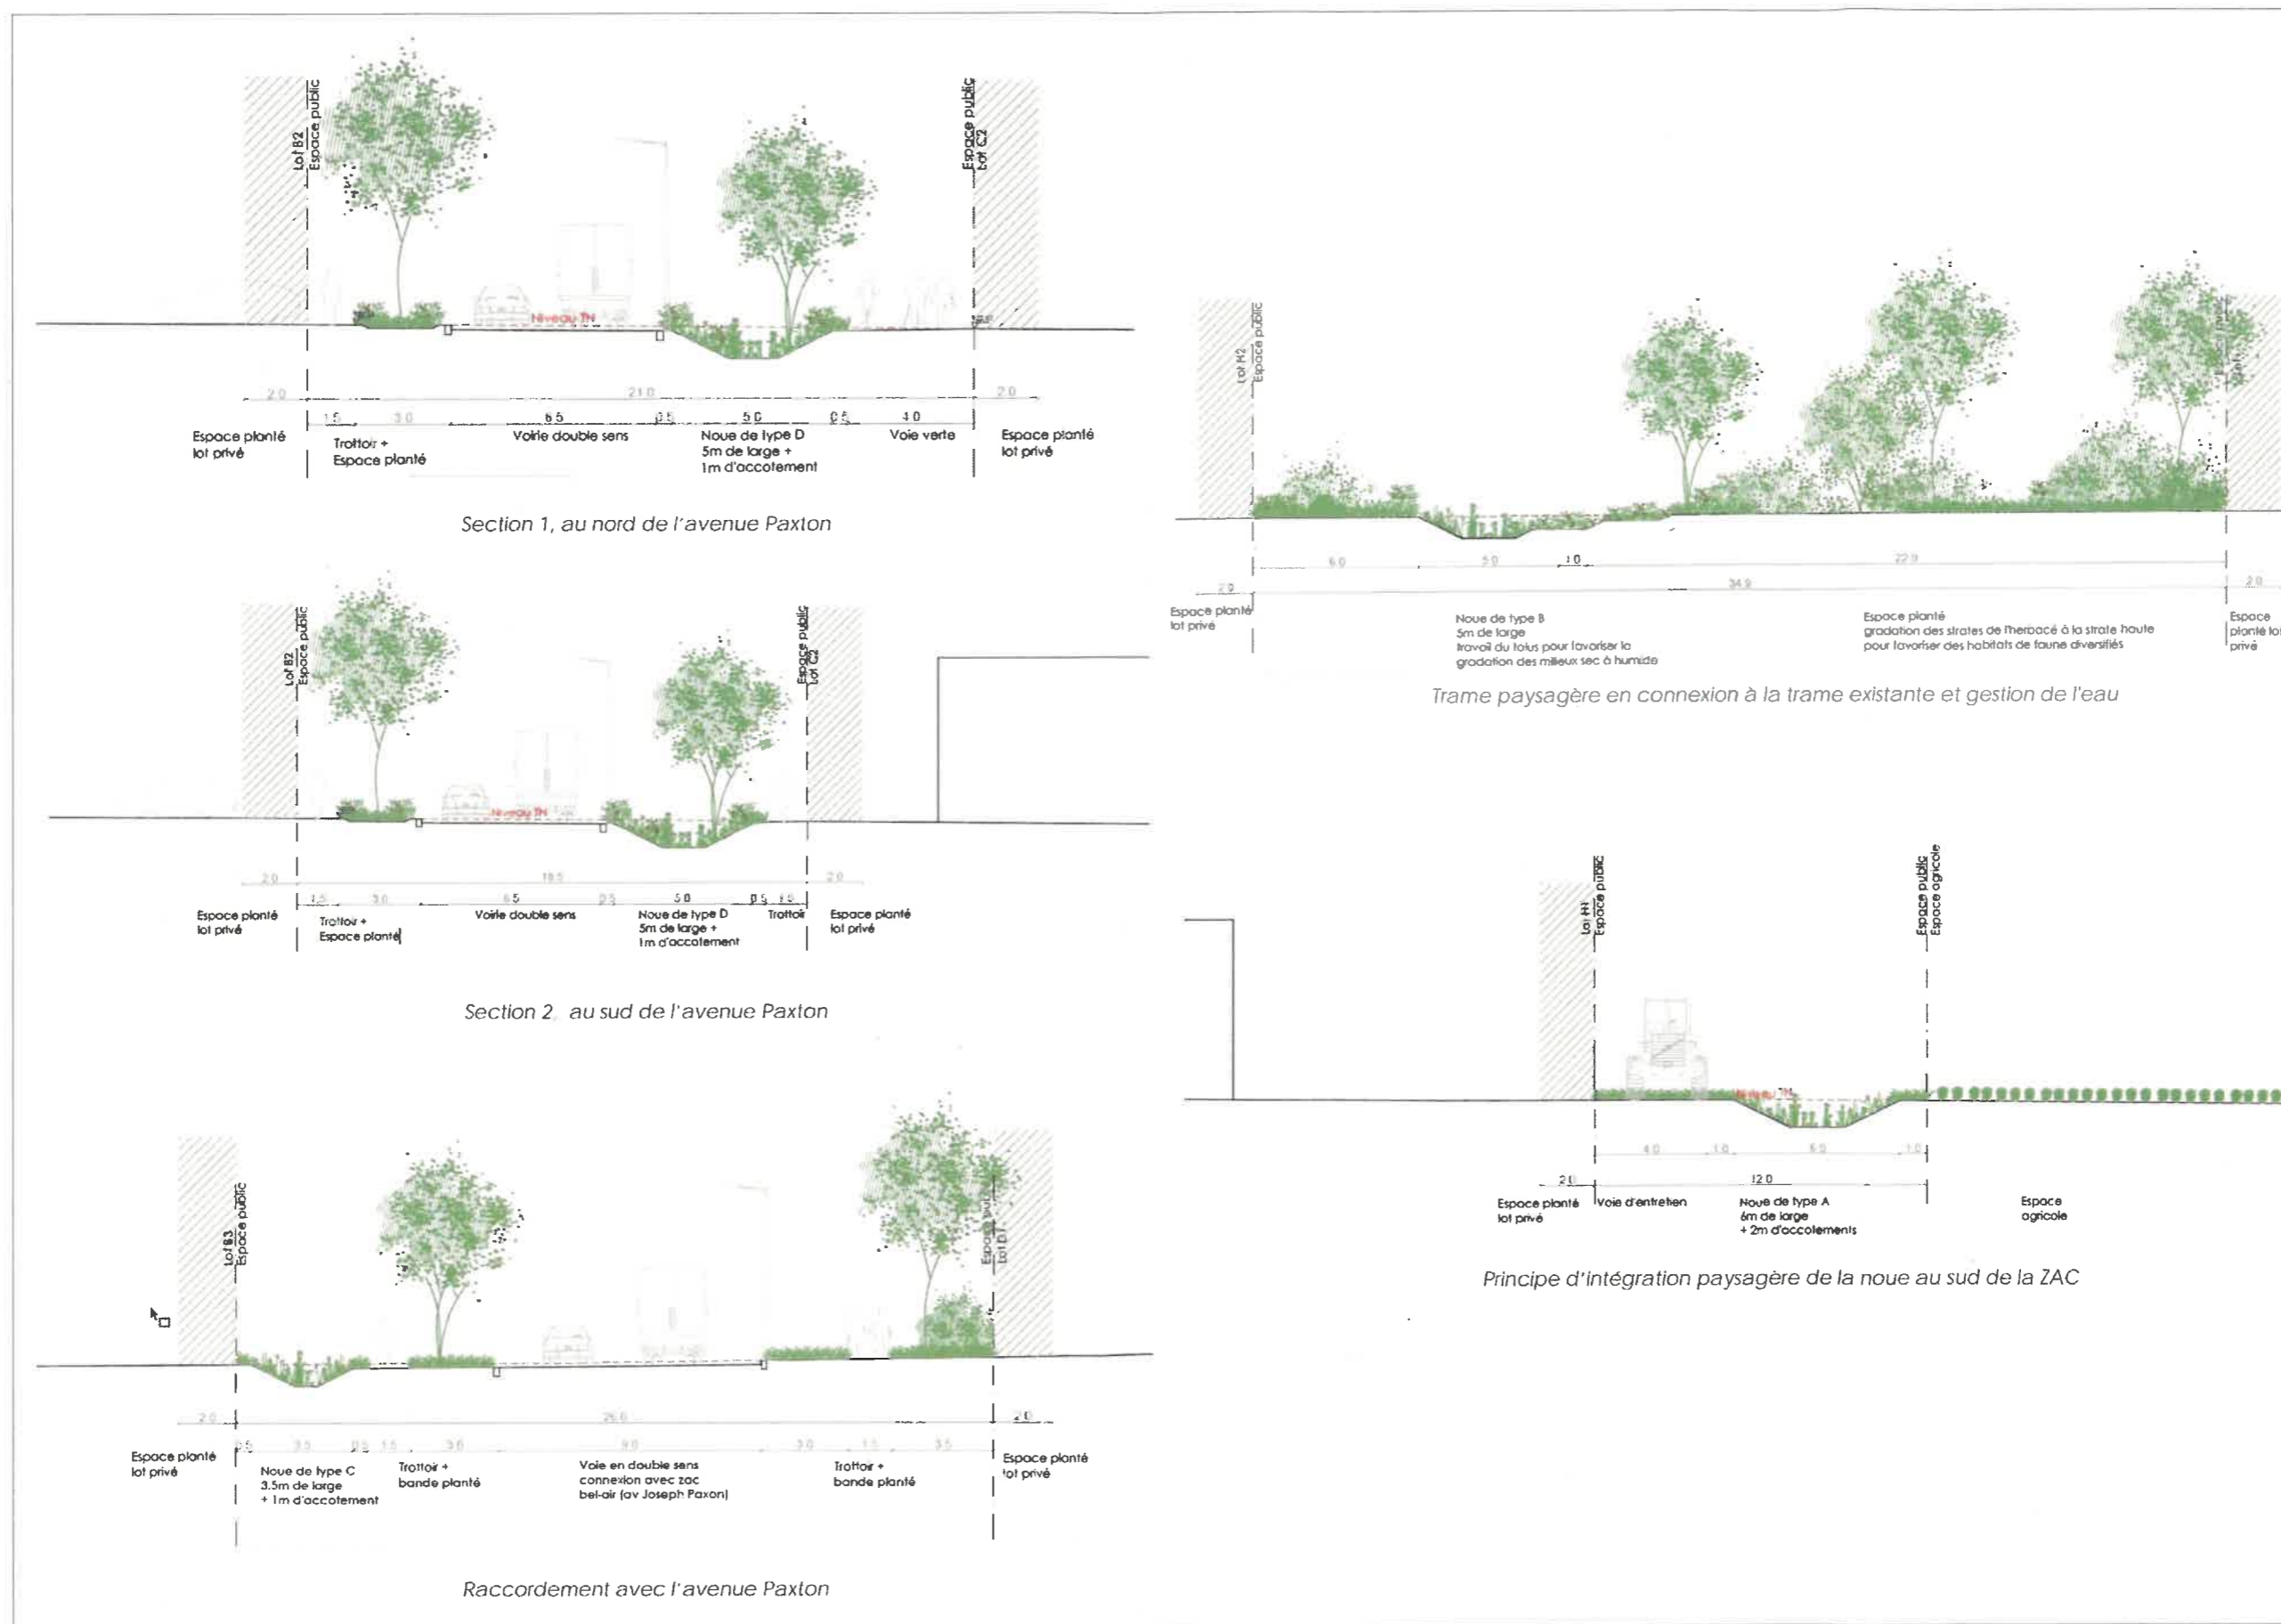 Lot B2
Espace public
Espace public
Lot C2
Niveau TN
2.0
21.0
2.0
1.5
3.0
6.5
0.5
5.0
0.5
4.0
Espace planté
lot privé
Trottoir +
Espace planté
Voirie double sens
Noue de type D
5m de large +
1m d'accotement
Voie verte
Espace planté
lot privé
Section 1, au nord de l'avenue Paxton
Lot B2
Espace public
Espace public
Lot C2
Niveau TN
2.0
18.5
2.0
1.5
3.0
6.5
0.5
5.0
0.5
1.5
Espace planté
lot privé
Trottoir +
Espace planté
Voirie double sens
Noue de type D
5m de large +
1m d'accotement
Trottoir
Espace planté
lot privé
Section 2, au sud de l'avenue Paxton
Lot B3
Espace public
Lot D1
2.0
26.0
2.0
0.5
3.5
0.5
1.5
3.0
9.0
3.0
1.5
3.5
Espace planté
lot privé
Noue de type C
3.5m de large
+ 1m d'accotement
Trottoir +
bande planté
Voie en double sens
connexion avec zac
bel-air (av Joseph Paxon)
Trottoir +
bande planté
Espace planté
lot privé
Raccordement avec l'avenue Paxton
Espace public
6.0
5.0
1.0
22.9
2.0
34.9
2.0
Espace planté
lot privé
Noue de type B
5m de large
travail du talus pour favoriser la
gradation des milieux sec à humide
Espace planté
gradation des strates de l'herbacé à la strate haute
pour favoriser des habitats de faune diversifiés
Espace
planté lot
privé
Trame paysagère en connexion à la trame existante et gestion de l'eau
Lot H1
Espace public
Espace public
Espace agricole
Niveau TN
4.0
1.0
6.0
1.0
2.0
12.0
Espace planté
lot privé
Voie d'entretien
Noue de type A
6m de large
+ 2m d'accotements
Espace
agricole
Principe d'intégration paysagère de la noue au sud de la ZAC